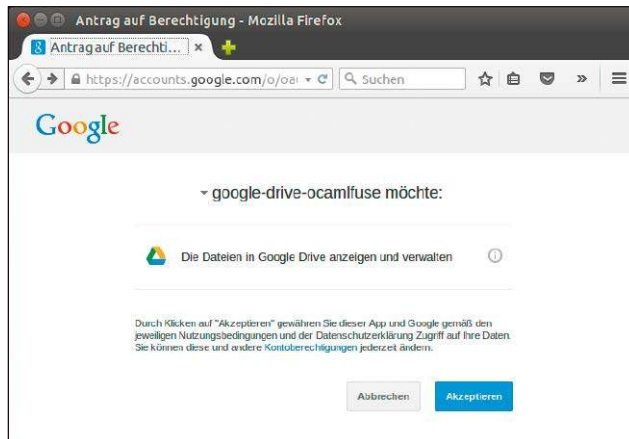 Antrag auf Berechtigung - Mozilla Firefox
Antrag auf Berechti...
https://accounts.google.com/o/oa
Suchen
Google
google-drive-ocamlfuse möchte:
Die Dateien in Google Drive anzeigen und verwalten
Durch Klicken auf "Akzeptieren" gewähren Sie dieser App und Google gemäß den
jeweiligen Nutzungsbedingungen und der Datenschutzerklärung Zugriff auf Ihre Daten.
Sie können diese und andere Kontoberechtigungen jederzeit ändern.
Abbrechen
Akzeptieren